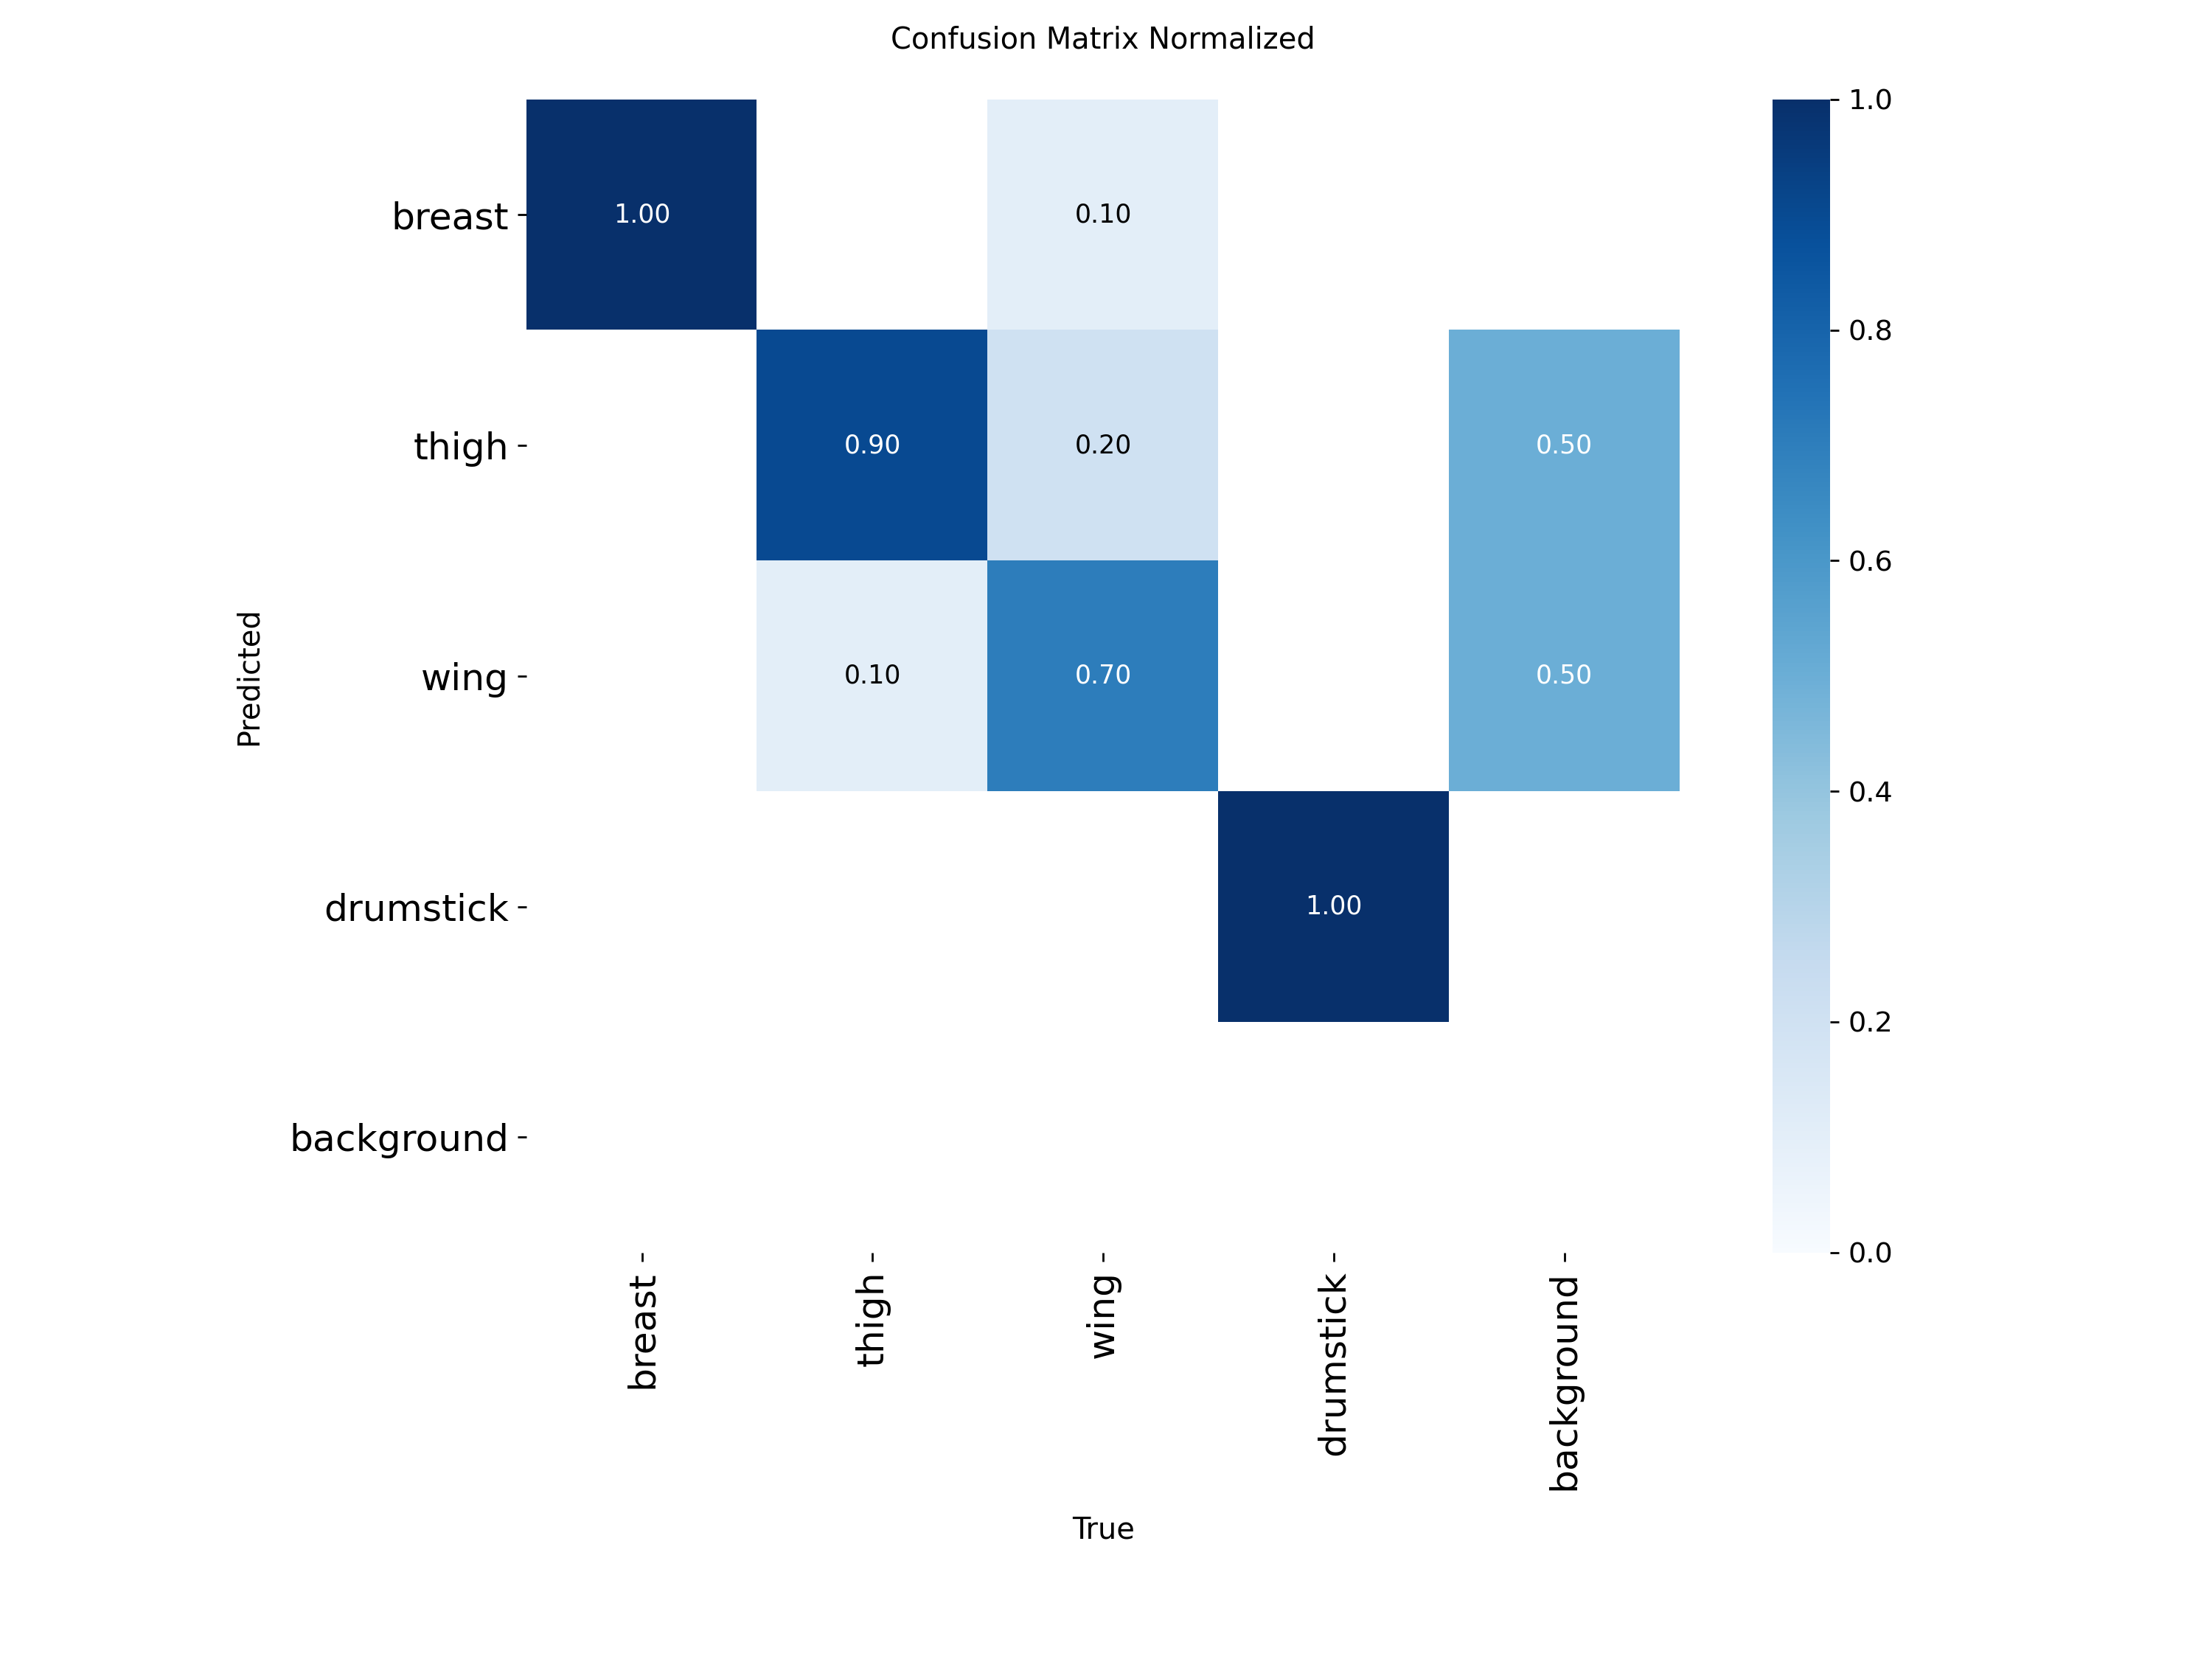 Confusion Matrix Normalized
breast
1.00
0.10
thigh
0.90
0.20
0.50
wing
0.10
0.70
0.50
drumstick
1.00
background
breast
thigh
wing
drumstick
background
Predicted
True
1.0
0.8
0.6
0.4
0.2
0.0